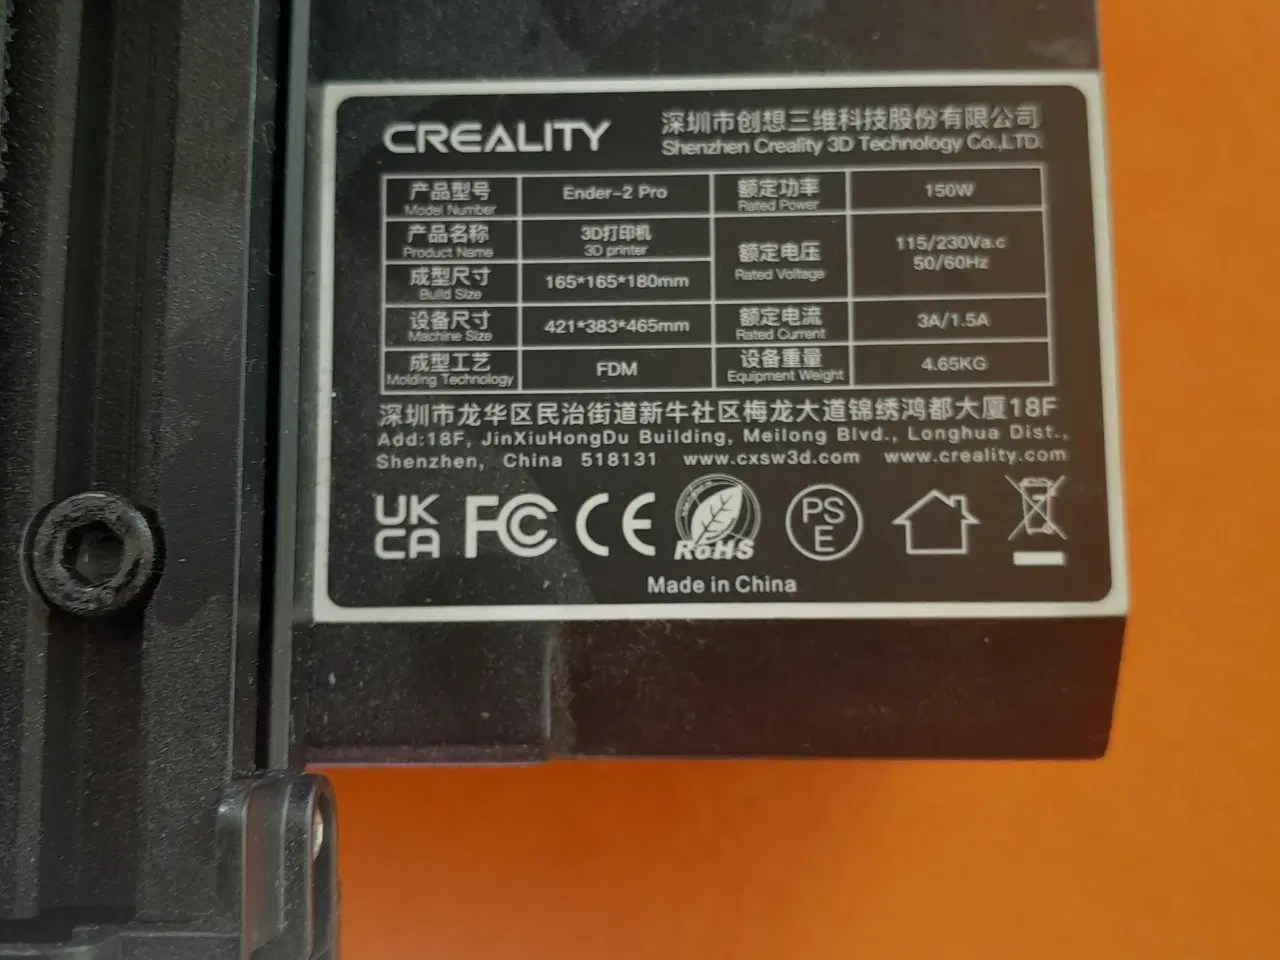 CREALITY
深圳市创想三维科技股份有限公司
Shenzhen Creality 3D Technology Co.,LTD.
产品型号 Ender-2 Pro 额定功率 150W
Model Number Rated Power
产品名称 3D打印机 额定电压 115/230Va.c
Product Name 3D printer Rated Voltage 50/60Hz
成型尺寸 165*165*180mm
Build Size
设备尺寸 421*383*465mm 额定电流 3A/1.5A
Machine Size Rated Current
成型工艺 FDM 设备重量 4.65KG
Molding Technology Equipment Weight
深圳市龙华区民治街道新牛社区梅龙大道锦绣鸿都大厦18F
Add:18F, JinXiuHongDu Building, Meilong Blvd., Longhua Dist.,
Shenzhen, China 518131 www.cxsw3d.com www.creality.com
UK CA FC CE RoHS PS E
Made in China